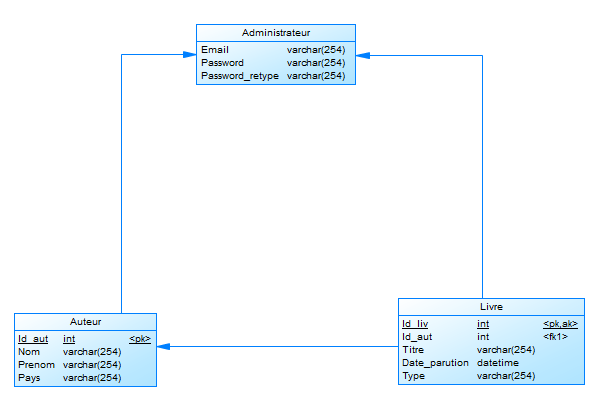 Administrateur
Email varchar(254)
Password varchar(254)
Password_retype varchar(254)
Auteur
Id_aut int <pk>
Nom varchar(254)
Prenom varchar(254)
Pays varchar(254)
Livre
Id_liv int <pk,ak>
Id_aut int <fk1>
Titre varchar(254)
Date_parution datetime
Type varchar(254)